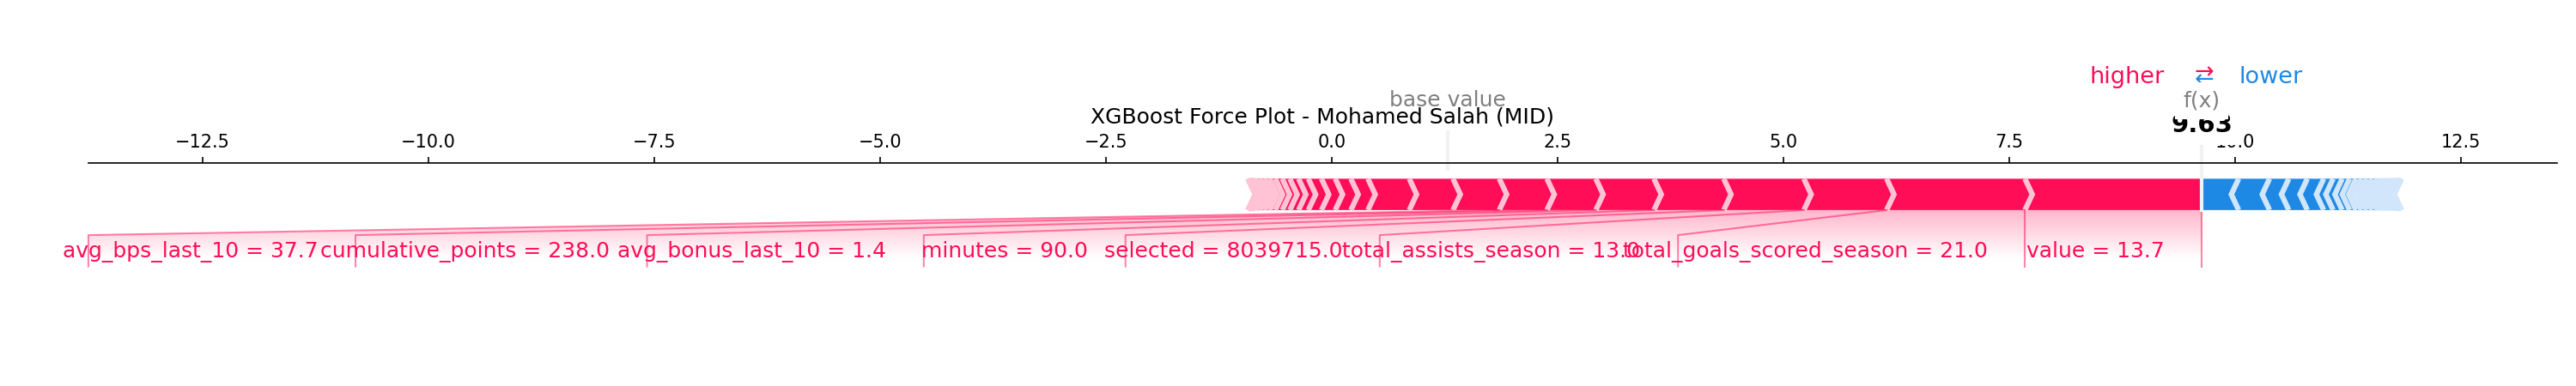 higher ⇄ lower
base value f(x)
XGBoost Force Plot - Mohamed Salah (MID) 9.63
−12.5 −10.0 −7.5 −5.0 −2.5 0.0 2.5 5.0 7.5 10.0 12.5
avg_bps_last_10 = 37.7 cumulative_points = 238.0 avg_bonus_last_10 = 1.4 minutes = 90.0 selected = 8039715.0 total_assists_season = 13.0 total_goals_scored_season = 21.0 value = 13.7